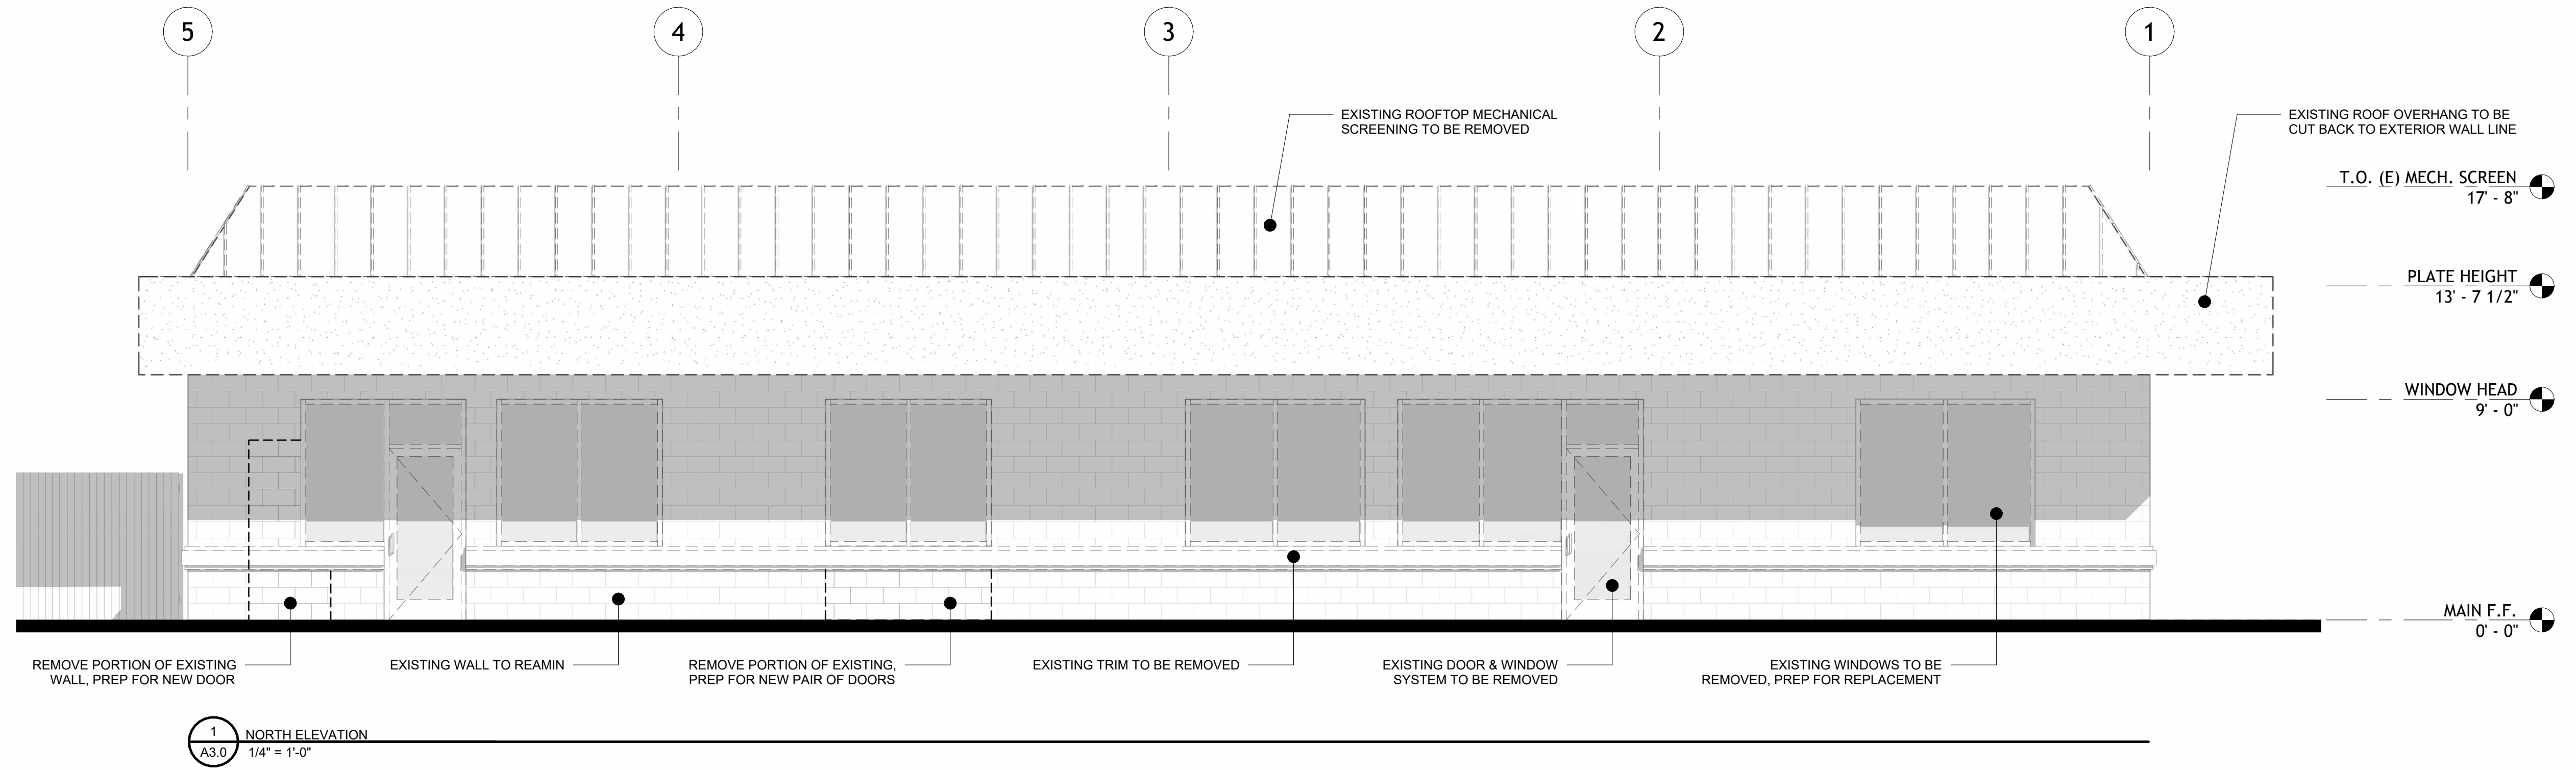 5
4
3
2
1
EXISTING ROOFTOP MECHANICAL
SCREENING TO BE REMOVED
EXISTING ROOF OVERHANG TO BE
CUT BACK TO EXTERIOR WALL LINE
T.O. (E) MECH. SCREEN
17' - 8"
PLATE HEIGHT
13' - 7 1/2"
WINDOW HEAD
9' - 0"
MAIN F.F.
0' - 0"
REMOVE PORTION OF EXISTING
WALL, PREP FOR NEW DOOR
EXISTING WALL TO REAMIN
REMOVE PORTION OF EXISTING,
PREP FOR NEW PAIR OF DOORS
EXISTING TRIM TO BE REMOVED
EXISTING DOOR & WINDOW
SYSTEM TO BE REMOVED
EXISTING WINDOWS TO BE
REMOVED, PREP FOR REPLACEMENT
1
NORTH ELEVATION
A3.0
1/4" = 1'-0"